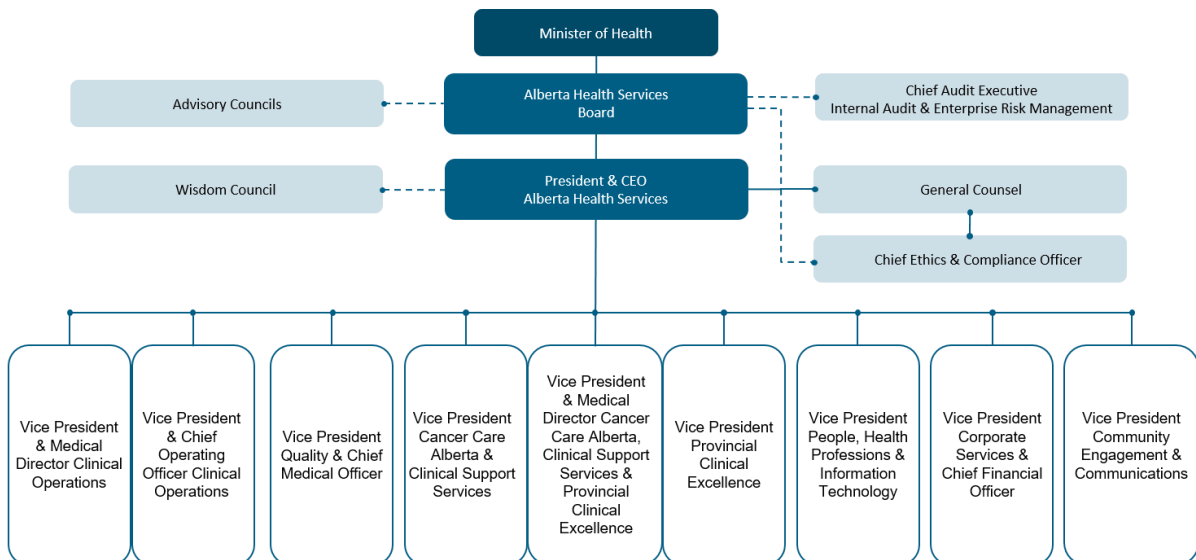 Minister of Health
Advisory Councils
Alberta Health Services
Board
Chief Audit Executive
Internal Audit & Enterprise Risk Management
Wisdom Council
President & CEO
Alberta Health Services
General Counsel
Chief Ethics & Compliance Officer
Vice President
& Medical
Director Clinical
Operations
Vice President
& Chief
Operating
Officer Clinical
Operations
Vice President
Quality & Chief
Medical Officer
Vice President
Cancer Care
Alberta &
Clinical Support
Services
Vice President
& Medical
Director Cancer
Care Alberta,
Clinical Support
Services &
Provincial
Clinical
Excellence
Vice President
Provincial
Clinical
Excellence
Vice President
People, Health
Professions &
Information
Technology
Vice President
Corporate
Services &
Chief Financial
Officer
Vice President
Community
Engagement &
Communications